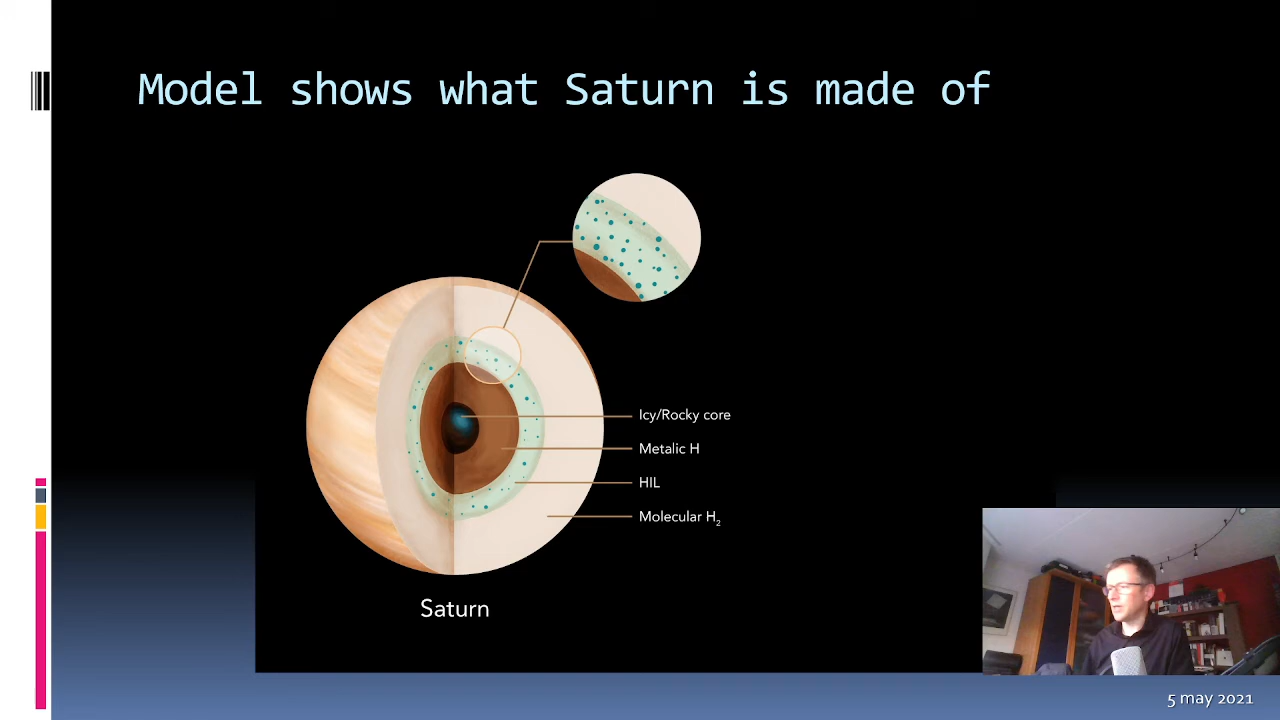 Model shows what Saturn is made of
Icy/Rocky core
Metalic H
HIL
Molecular H₂
Saturn
5 may 2021